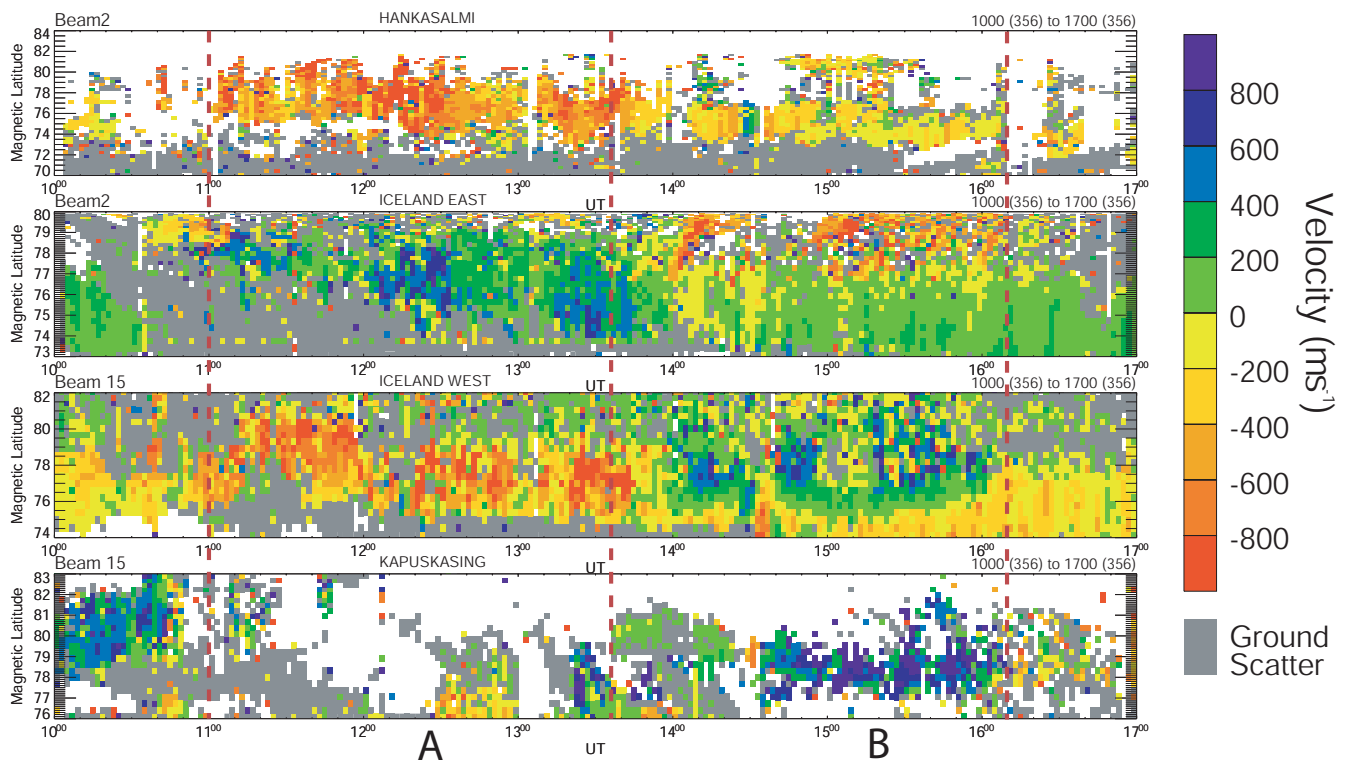 Beam2 HANKASALMI 1000 (356) to 1700 (356)
Magnetic Latitude
84
82
80
78
76
74
72
70
10⁰⁰ 11⁰⁰ 12⁰⁰ 13⁰⁰ 14⁰⁰ 15⁰⁰ 16⁰⁰ 17⁰⁰
UT
Beam2 ICELAND EAST 1000 (356) to 1700 (356)
Magnetic Latitude
80
79
78
77
76
75
74
73
10⁰⁰ 11⁰⁰ 12⁰⁰ 13⁰⁰ 14⁰⁰ 15⁰⁰ 16⁰⁰ 17⁰⁰
UT
Beam 15 ICELAND WEST 1000 (356) to 1700 (356)
Magnetic Latitude
82
80
78
76
74
10⁰⁰ 11⁰⁰ 12⁰⁰ 13⁰⁰ 14⁰⁰ 15⁰⁰ 16⁰⁰ 17⁰⁰
UT
Beam 15 KAPUSKASING 1000 (356) to 1700 (356)
Magnetic Latitude
83
82
81
80
79
78
77
76
10⁰⁰ 11⁰⁰ 12⁰⁰ 13⁰⁰ 14⁰⁰ 15⁰⁰ 16⁰⁰ 17⁰⁰
UT
A B
800
600
400
200
0
-200
-400
-600
-800
Velocity (ms⁻¹)
Ground
Scatter